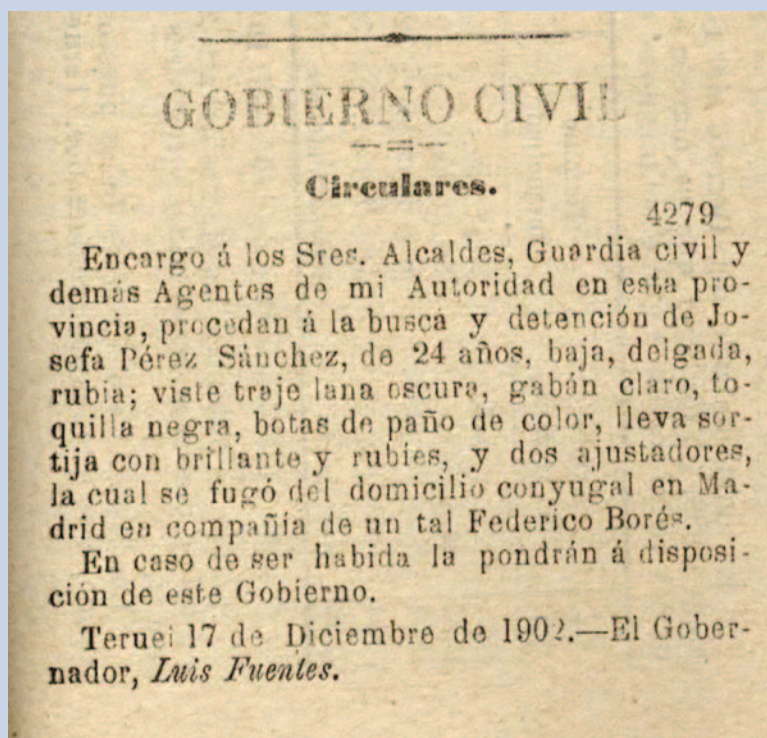 GOBIERNO CIVIL
Circulares.
4279
Encargo á los Sres. Alcaldes, Guardia civil y
demás Agentes de mi Autoridad en esta pro-
vincia, procedan á la busca y detención de Jo-
sefa Pérez Sánchez, de 24 años, baja, delgada,
rubia; viste traje lana oscura, gabán claro, to-
quilla negra, botas de paño de color, lleva sor-
tija con brillante y rubíes, y dos ajustadores,
la cual se fugó del domicilio conyugal en Ma-
drid en compañía de un tal Federico Borés.
En caso de ser habida la pondrán á disposi-
ción de este Gobierno.
Teruel 17 de Diciembre de 1902.—El Gober-
nador, Luis Fuentes.